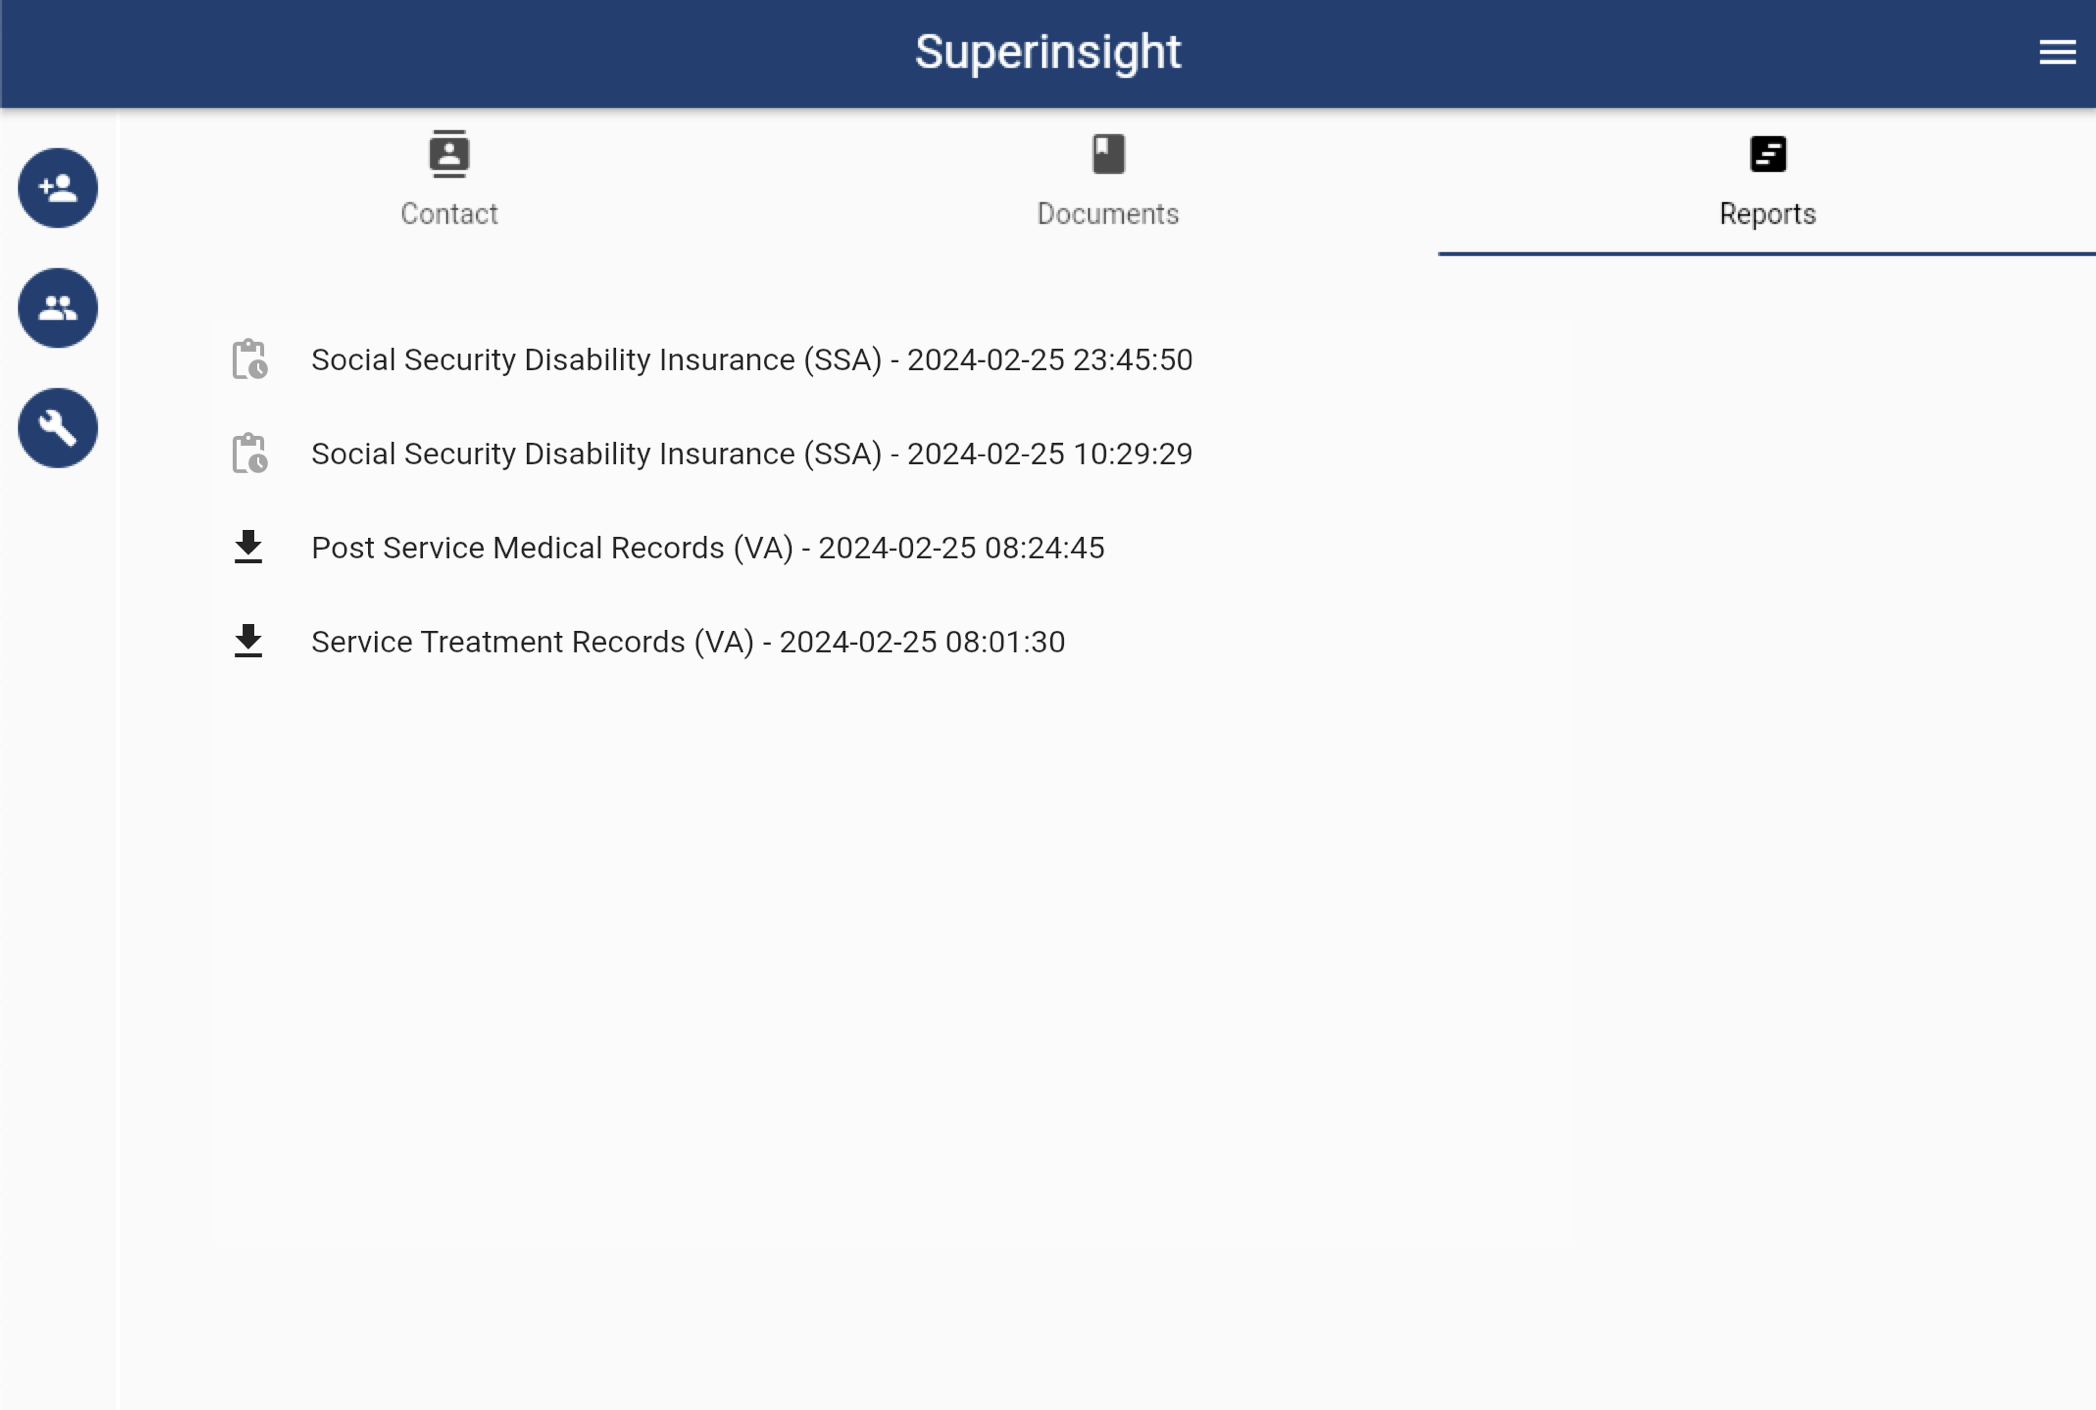 Superinsight
Contact
Documents
Reports
Social Security Disability Insurance (SSA) - 2024-02-25 23:45:50
Social Security Disability Insurance (SSA) - 2024-02-25 10:29:29
Post Service Medical Records (VA) - 2024-02-25 08:24:45
Service Treatment Records (VA) - 2024-02-25 08:01:30